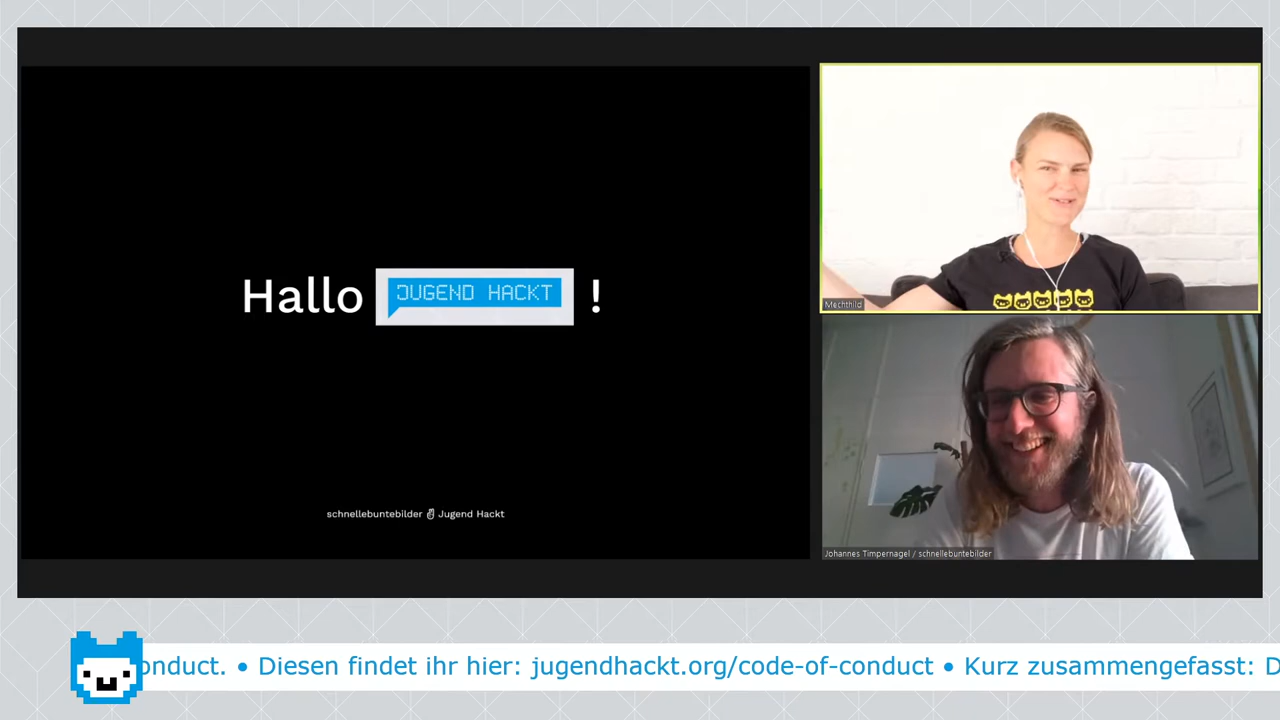 Hallo JUGEND HACKT !
schnellebuntebilder ✌ Jugend Hackt
Mechthild
Johannes Timpernagel / schnellebuntebilder
onduct. • Diesen findet ihr hier: jugendhackt.org/code-of-conduct • Kurz zusammengefasst: D